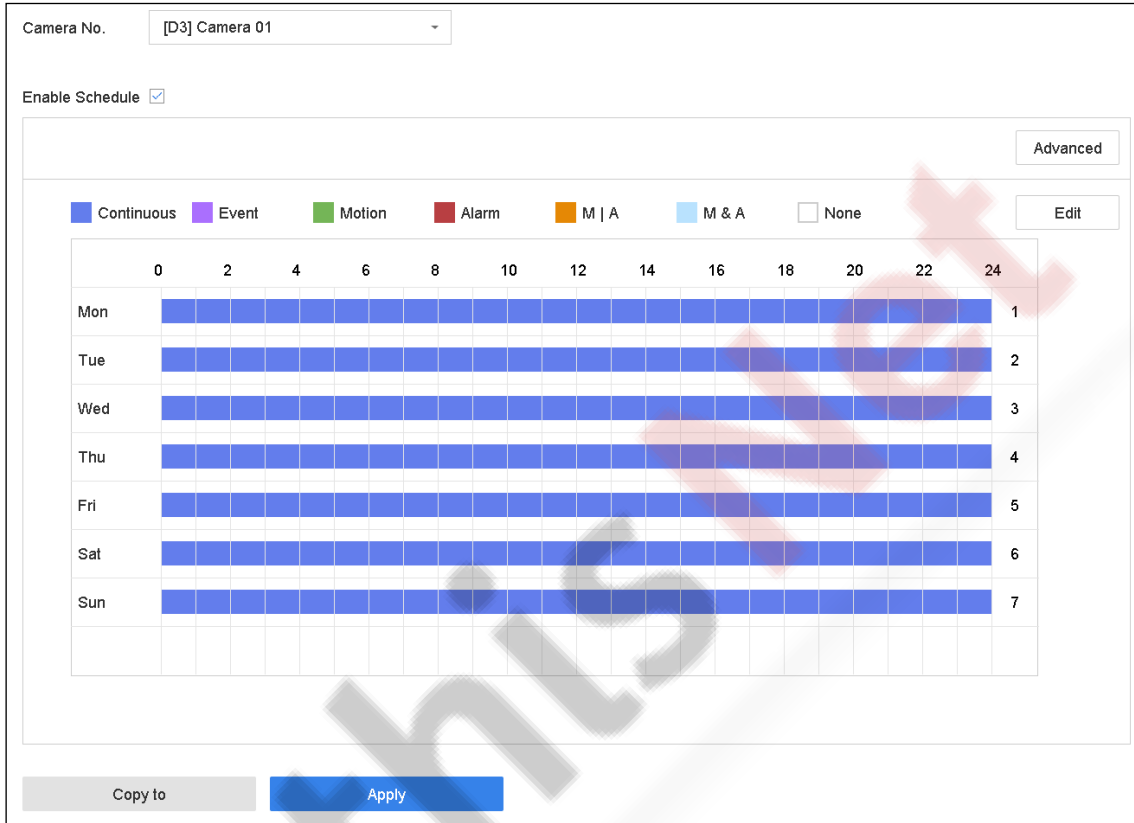 Camera No. [D3] Camera 01
Enable Schedule
Advanced
Continuous Event Motion Alarm M | A M & A None Edit
0 2 4 6 8 10 12 14 16 18 20 22 24
Mon 1
Tue 2
Wed 3
Thu 4
Fri 5
Sat 6
Sun 7
Copy to Apply
hisNet